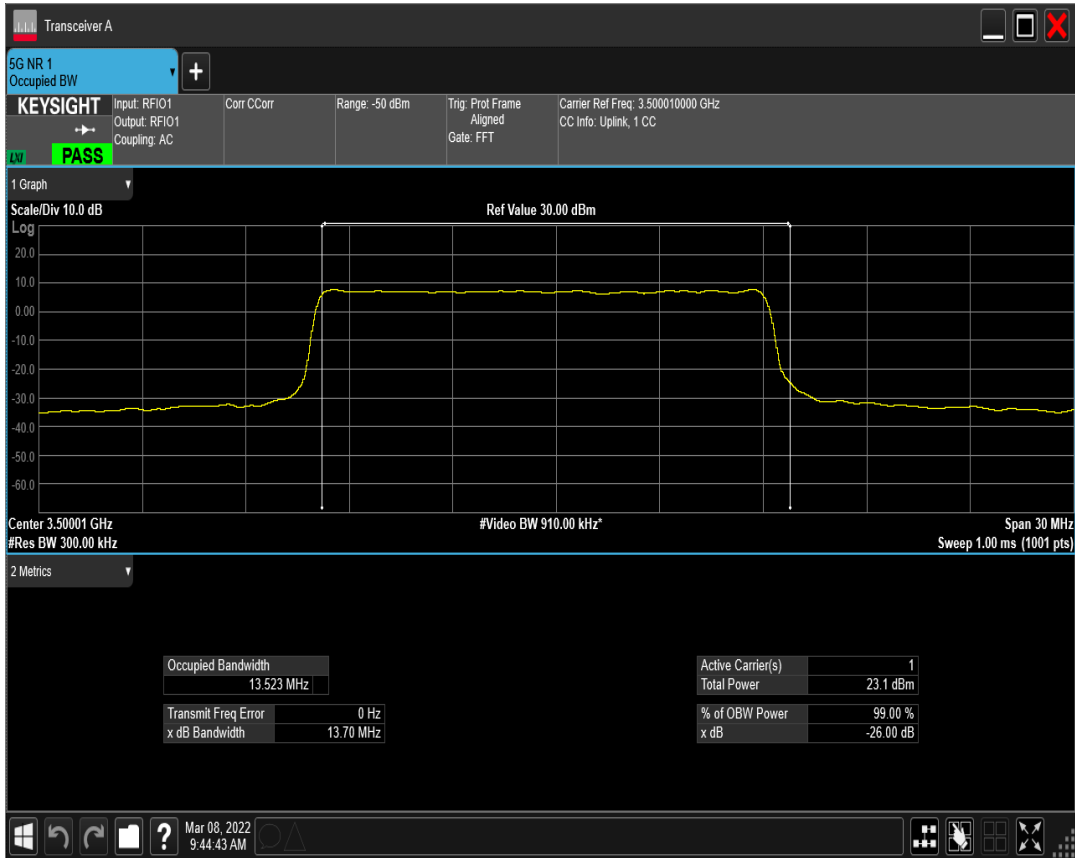 Transceiver A
5G NR 1
Occupied BW
+
KEYSIGHT
LXI
PASS
Input: RFIO1
Output: RFIO1
Coupling: AC
Corr CCorr
Range: -50 dBm
Trig: Prot Frame
Aligned
Gate: FFT
Carrier Ref Freq: 3.500010000 GHz
CC Info: Uplink, 1 CC
1 Graph
Scale/Div 10.0 dB
Ref Value 30.00 dBm
Log
20.0
10.0
0.00
-10.0
-20.0
-30.0
-40.0
-50.0
-60.0
Center 3.50001 GHz
#Video BW 910.00 kHz*
Span 30 MHz
#Res BW 300.00 kHz
Sweep 1.00 ms (1001 pts)
2 Metrics
Occupied Bandwidth
13.523 MHz
Transmit Freq Error 0 Hz
x dB Bandwidth 13.70 MHz
Active Carrier(s) 1
Total Power 23.1 dBm
% of OBW Power 99.00 %
x dB -26.00 dB
?
Mar 08, 2022
9:44:43 AM